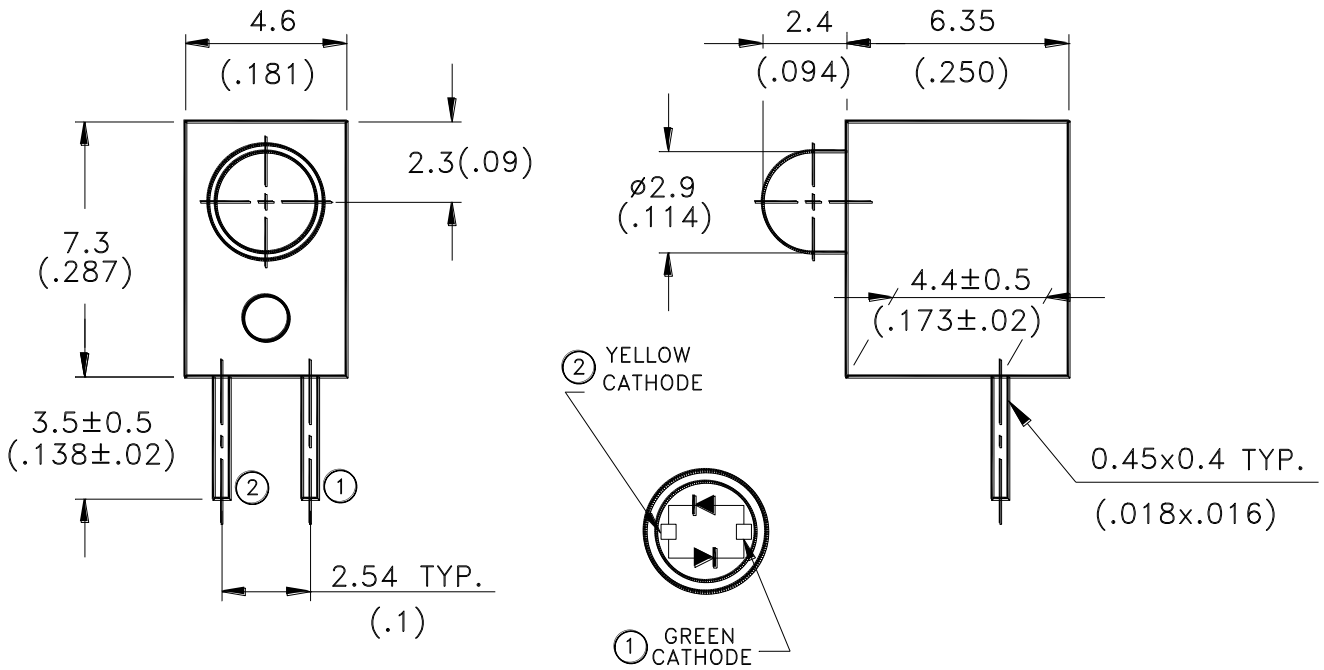 4.6
(.181)
2.3(.09)
7.3
(.287)
3.5±0.5
(.138±.02)
2
1
2.54 TYP.
(.1)
2.4
(.094)
6.35
(.250)
⌀2.9
(.114)
4.4±0.5
(.173±.02)
2 YELLOW
CATHODE
0.45x0.4 TYP.
(.018x.016)
1 GREEN
CATHODE